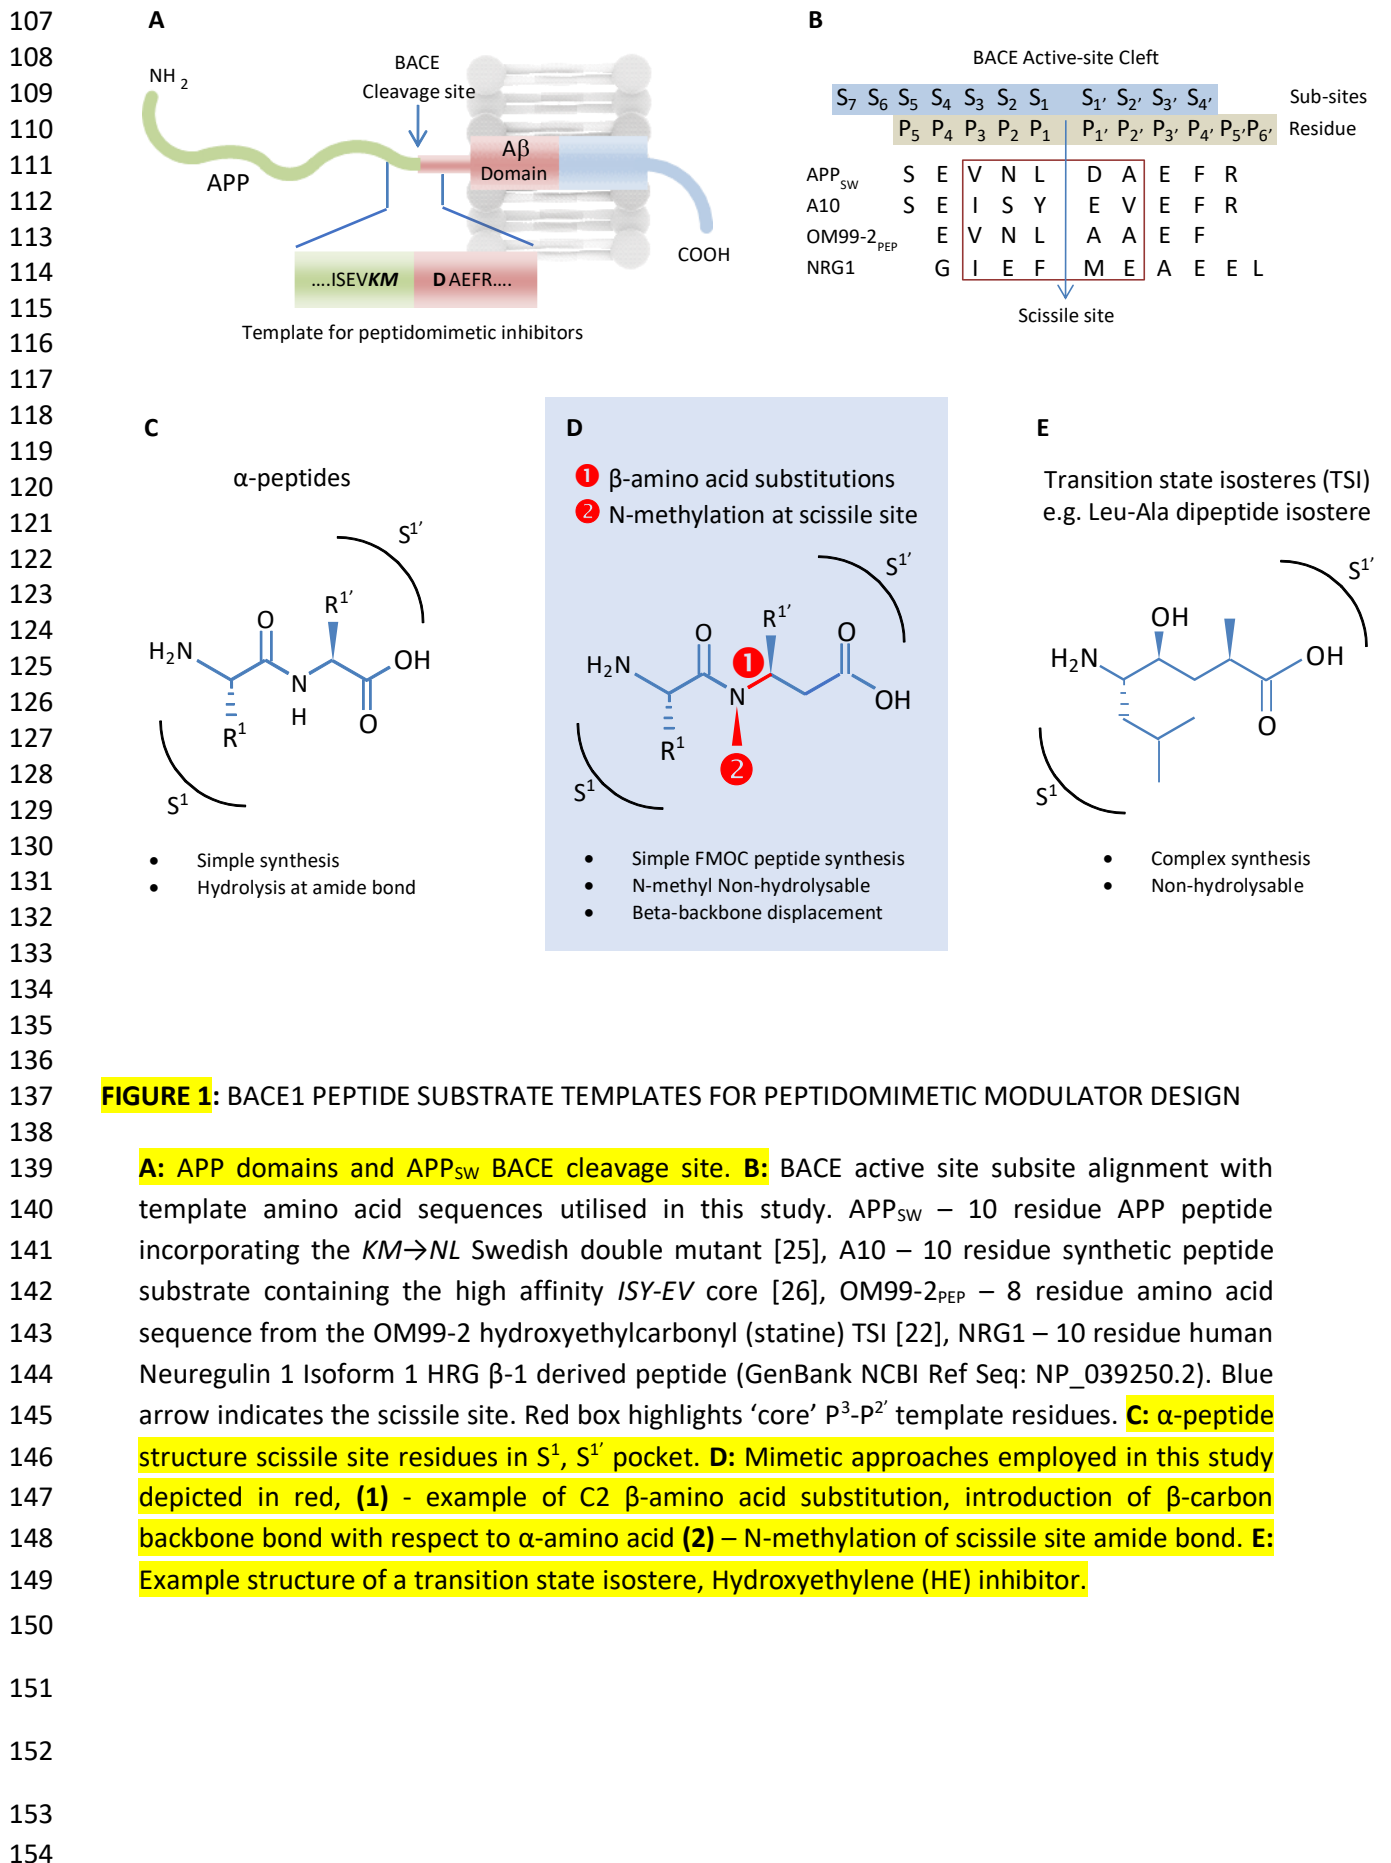 107
108
109
110
111
112
113
114
115
116
117
118
119
120
121
122
123
124
125
126
127
128
129
130
131
132
133
134
135
136
137
138
139
140
141
142
143
144
145
146
147
148
149
150
151
152
153
154
A
NH2
BACE
Cleavage site
APP
Aβ
Domain
COOH
....ISEVKM DAEFR....
Template for peptidomimetic inhibitors
B
BACE Active-site Cleft
S7 S6 S5 S4 S3 S2 S1 S1' S2' S3' S4' Sub-sites
P5 P4 P3 P2 P1 P1' P2' P3' P4' P5' P6' Residue
APPSW S E V N L D A E F R
A10 S E I S Y E V E F R
OM99-2PEP E V N L A A E F
NRG1 G I E F M E A E E L
Scissile site
C
α-peptides
S1'
R1'
O
H2N
OH
N
H
O
R1
S1
• Simple synthesis
• Hydrolysis at amide bond
D
1 β-amino acid substitutions
2 N-methylation at scissile site
S1'
R1'
O
O
H2N
1
N
OH
R1
2
S1
• Simple FMOC peptide synthesis
• N-methyl Non-hydrolysable
• Beta-backbone displacement
E
Transition state isosteres (TSI)
e.g. Leu-Ala dipeptide isostere
S1'
OH
H2N
OH
O
S1
• Complex synthesis
• Non-hydrolysable
FIGURE 1: BACE1 PEPTIDE SUBSTRATE TEMPLATES FOR PEPTIDOMIMETIC MODULATOR DESIGN
A: APP domains and APPSW BACE cleavage site. B: BACE active site subsite alignment with
template amino acid sequences utilised in this study. APPSW – 10 residue APP peptide
incorporating the KM→NL Swedish double mutant [25], A10 – 10 residue synthetic peptide
substrate containing the high affinity ISY-EV core [26], OM99-2PEP – 8 residue amino acid
sequence from the OM99-2 hydroxyethylcarbonyl (statine) TSI [22], NRG1 – 10 residue human
Neuregulin 1 Isoform 1 HRG β-1 derived peptide (GenBank NCBI Ref Seq: NP_039250.2). Blue
arrow indicates the scissile site. Red box highlights ‘core’ P3-P2' template residues. C: α-peptide
structure scissile site residues in S1, S1' pocket. D: Mimetic approaches employed in this study
depicted in red, (1) - example of C2 β-amino acid substitution, introduction of β-carbon
backbone bond with respect to α-amino acid (2) – N-methylation of scissile site amide bond. E:
Example structure of a transition state isostere, Hydroxyethylene (HE) inhibitor.